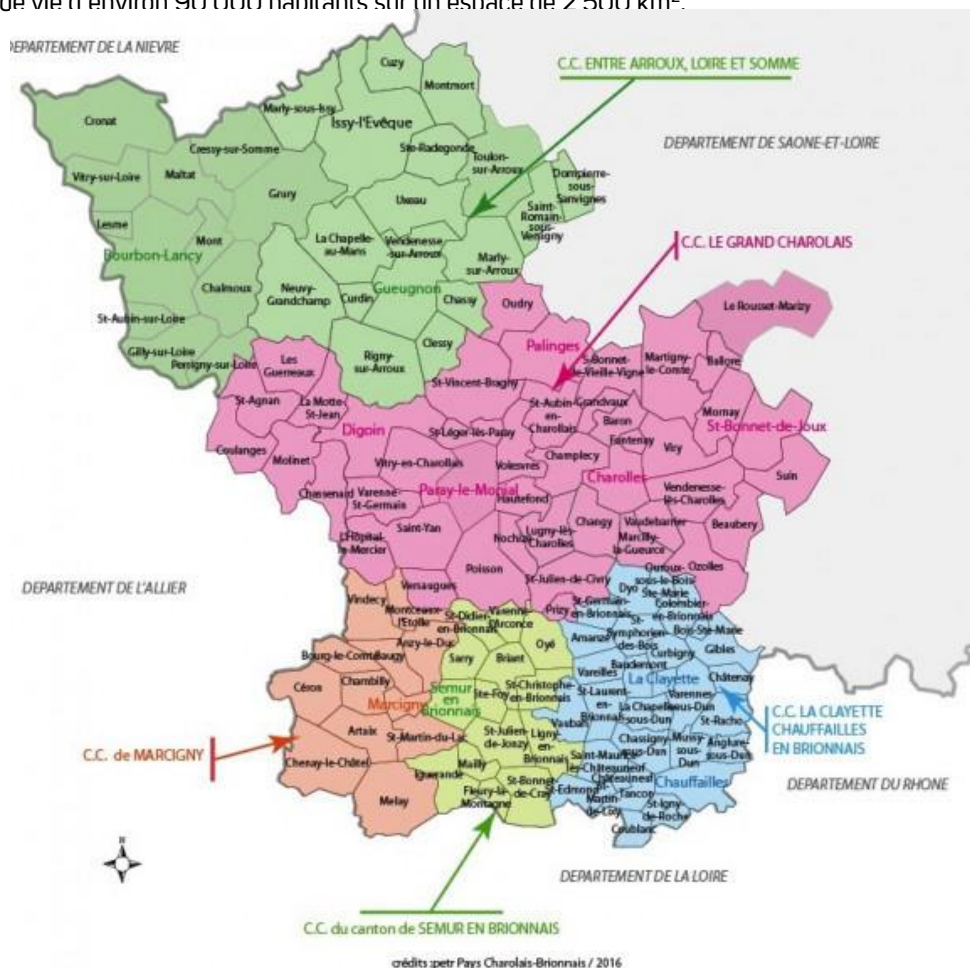 de vie d'environ 90 000 habitants sur un espace de 2 500 km².
DEPARTEMENT DE LA NIEVRE
C.C. ENTRE ARROUX, LOIRE ET SOMME
DEPARTEMENT DE SAONE-ET-LOIRE
Cuzy
Montmort
Marly-sous-Issy
Issy-l'Evêque
Cronat
Cressy-sur-Somme
Ste-Radegonde
Toulon-
sur-Arroux
Dompierre-
sous-
Sanvignes
Vitry-sur-Loire
Maltat
Grury
Uxeau
Saint-
Romain-
sous-
Versigny
Lesme
Mont
Bourbon-Lancy
La Chapelle-
au-Mans
Vendenesse-
sur-Arroux
Marly-
sur-Arroux
C.C. LE GRAND CHAROLAIS
Chalmoux
Neuvy-
Grandchamp
Curdin
Gueugnon
Chassy
Oudry
Le Rousset-Marizy
St-Aubin-sur-Loire
Gilly-sur-Loire
Perrigny-sur-Loire
Les
Guerreaux
Rigny-
sur-Arroux
Clessy
Palinges
St-Bonnet-
de-Vieille-Vigne
Martigny-
le-Comte
Ballore
St-Vincent-Bragny
St-Agnan
La Motte-
St-Jean
St-Aubin-
en-
Charollais
Grandvaux
Baron
Mornay
St-Bonnet-de-Joux
Digoin
St-Léger-lès-Paray
Fontenay
Viry
Coulanges
Molinet
Vitry-en-Charollais
Volesvres
Champlecy
Charolles
Suin
Chassenard
Varenne-
St-Germain
Paray-le-Monial
Hautefond
Vendenesse-
lès-Charolles
Saint-Yan
Nochize
Lugny-lès-
Charolles
Changy
Vaudebarrier
Marcilly-
la-Gueurce
Beaubery
L'Hôpital-
le-Mercier
Poisson
Ozolles
DEPARTEMENT DE L'ALLIER
Versaugues
St-Julien-de-Civry
Dyo
Ouroux-
sous-le-Bois-
Ste-Marie
Vindecy
Montceaux-
l'Etoile
St-Didier-
en-Brionnais
Varenne-
l'Arconce
Prizy
St-Germain-
en-Brionnais
Colombier-
en-Brionnais
Anzy-le-Duc
Oyé
Amanzé
St-
Symphorien-
des-Bois
Bois-Ste-Marie
Curbigny
Gibles
Bourg-le-Comte
Baugy
Sarry
Briant
Vareilles
Baudemont
La Clayette
Châtenay
Céron
Chambilly
Marcigny
Semur
en
Brionnais
Ste-Foy
St-Christophe-
en-Brionnais
St-Laurent-
en-
Brionnais
Varennes-
sous-Dun
La Chapelle-
sous-Dun
St-Racho
C.C. LA CLAYETTE
CHAUFFAILLES
EN BRIONNAIS
Vauban
Artaix
St-Martin-du-Lac
St-Julien-
de-Jonzy
Ligny-
en-
Brionnais
Chassigny-
sous-Dun
Mussy-
sous-
Dun
Anglure-
sous-Dun
C.C. de MARCIGNY
Chenay-le-Châtel
Mailly
Iguerande
Saint-Maurice-
lès-Châteauneuf
Châteauneuf
Chauffailles
DEPARTEMENT DU RHONE
Melay
Fleury-la-
Montagne
St-Bonnet-
de-Cray
St-Edmond
St-
Martin-
de-Lixy
Tancon
St-Igny-
de-Roche
Coublanc
N
DEPARTEMENT DE LA LOIRE
C.C. du canton de SEMUR EN BRIONNAIS
crédits :petr Pays Charolais-Brionnais / 2016